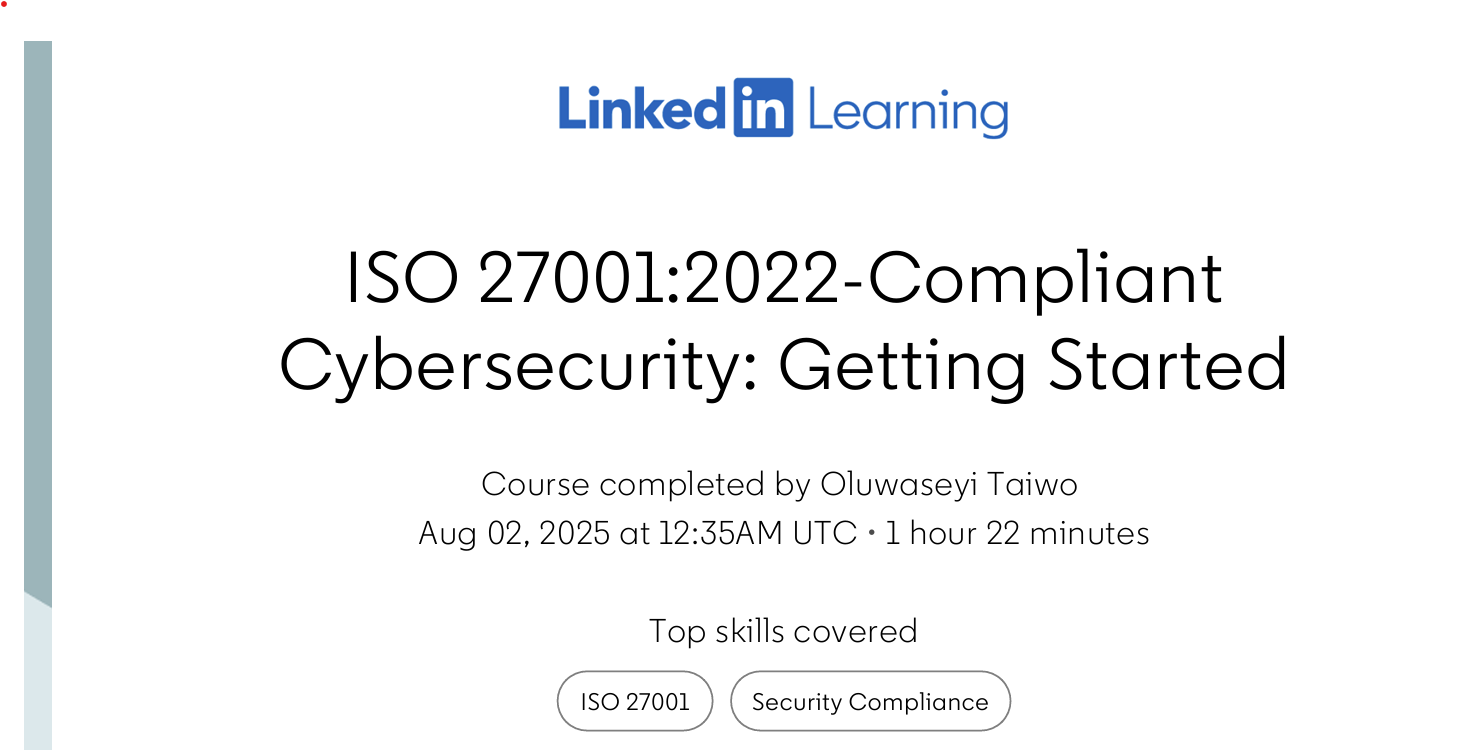 LinkedIn Learning
ISO 27001:2022-Compliant
Cybersecurity: Getting Started
Course completed by Oluwaseyi Taiwo
Aug 02, 2025 at 12:35AM UTC • 1 hour 22 minutes
Top skills covered
ISO 27001 Security Compliance